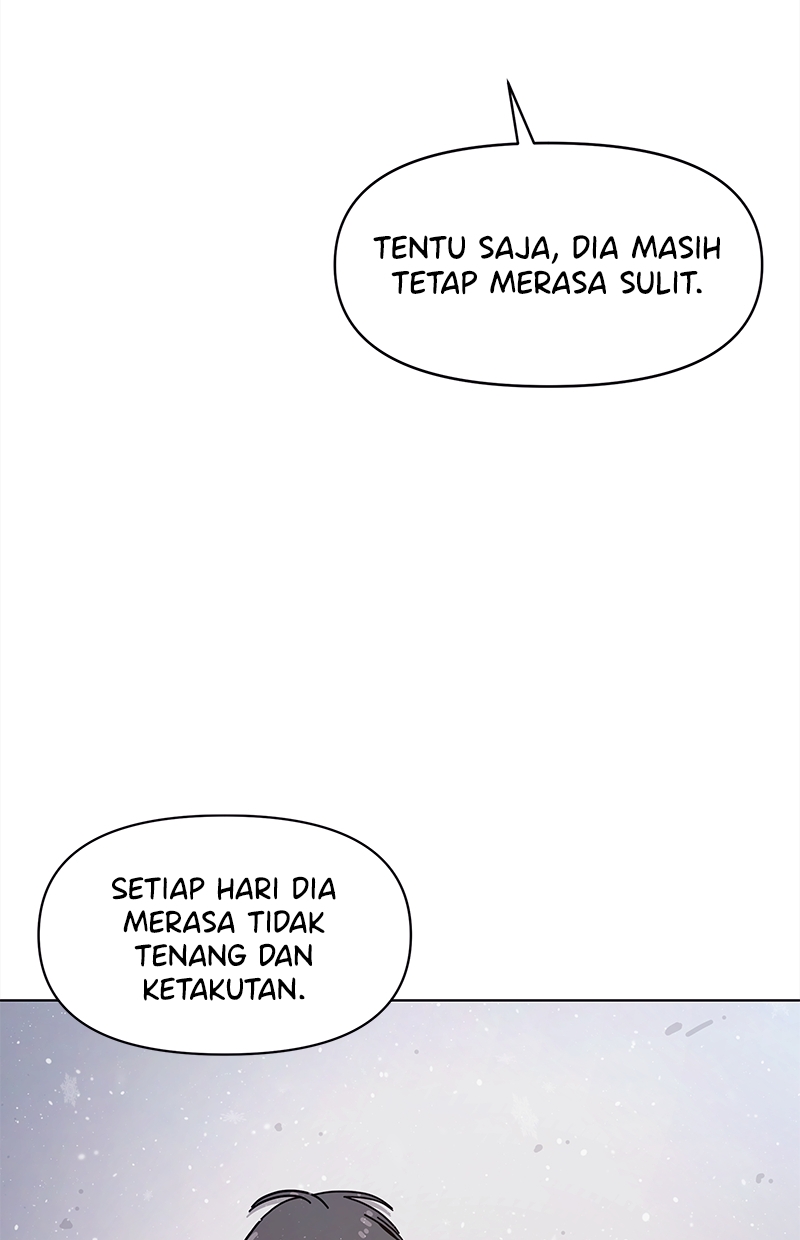 TENTU SAJA, DIA MASIH
TETAP MERASA SULIT.
SETIAP HARI DIA
MERASA TIDAK
TENANG DAN
KETAKUTAN.